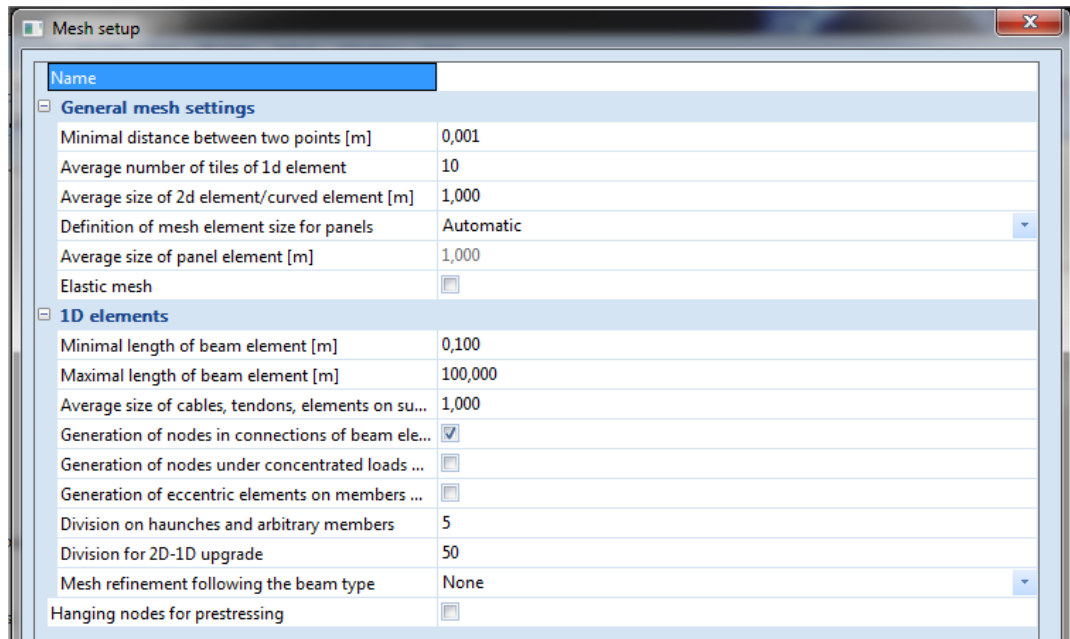 Mesh setup
Name
General mesh settings
Minimal distance between two points [m] 0,001
Average number of tiles of 1d element 10
Average size of 2d element/curved element [m] 1,000
Definition of mesh element size for panels Automatic
Average size of panel element [m] 1,000
Elastic mesh
1D elements
Minimal length of beam element [m] 0,100
Maximal length of beam element [m] 100,000
Average size of cables, tendons, elements on su... 1,000
Generation of nodes in connections of beam ele...
Generation of nodes under concentrated loads ...
Generation of eccentric elements on members ...
Division on haunches and arbitrary members 5
Division for 2D-1D upgrade 50
Mesh refinement following the beam type None
Hanging nodes for prestressing